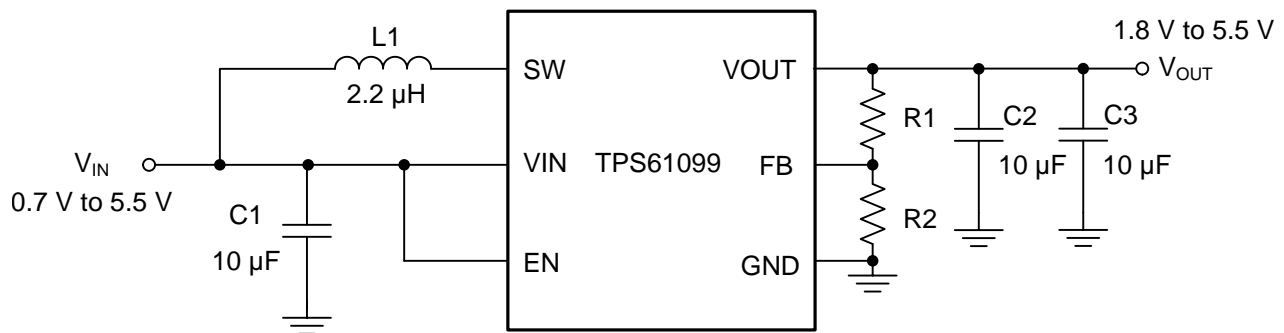 L1
2.2 µH
SW
VOUT
1.8 V to 5.5 V
VOUT
R1
C2
10 µF
C3
10 µF
VIN
0.7 V to 5.5 V
VIN
TPS61099
FB
C1
10 µF
R2
EN
GND